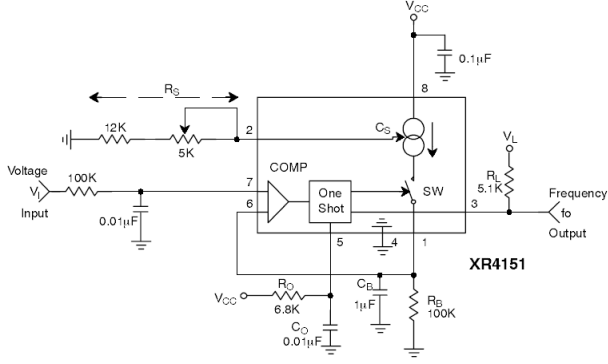 VCC
0.1µF
RS
8
12K
5K
2
CS
VL
Voltage
VI
Input
100K
0.01µF
COMP
7
6
One
Shot
SW
RL
5.1K
3
Frequency
fo
Output
5
4
1
XR4151
VCC
RO
6.8K
CB
1µF
RB
100K
CO
0.01µF